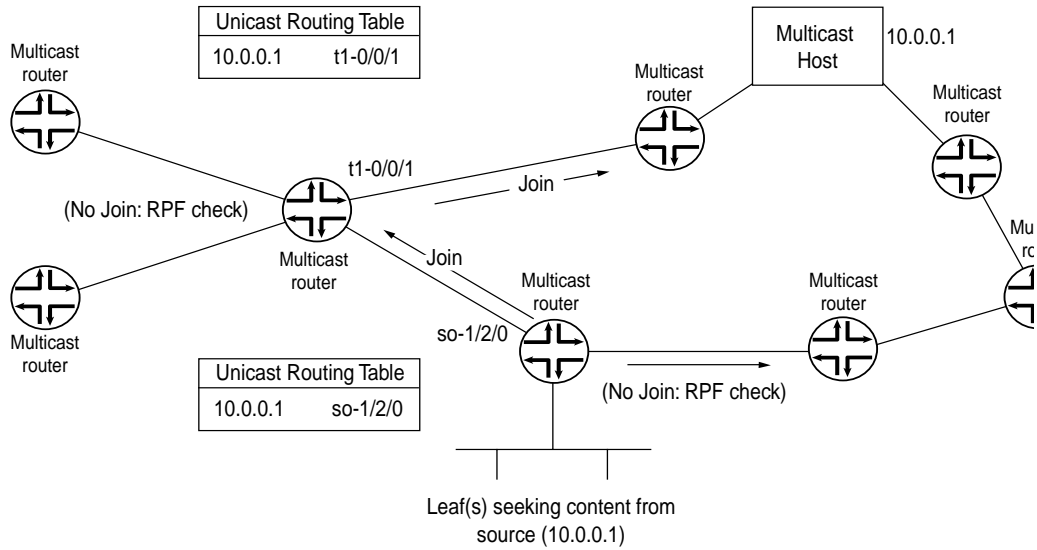 Unicast Routing Table
10.0.0.1 t1-0/0/1
Multicast
router
Multicast
Host
10.0.0.1
Multicast
router
Multicast
router
t1-0/0/1
Join
(No Join: RPF check)
Multicast
router
Join
Multicast
router
Multicast
router
Multicast
router
so-1/2/0
Unicast Routing Table
10.0.0.1 so-1/2/0
(No Join: RPF check)
Leaf(s) seeking content from
source (10.0.0.1)